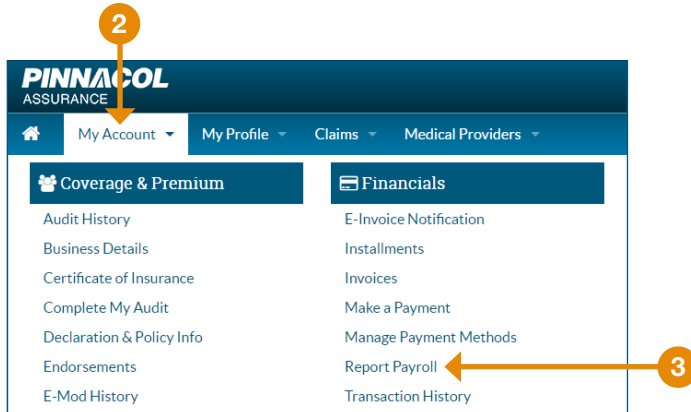 2
PINNACOL
ASSURANCE
My Account My Profile Claims Medical Providers
Coverage & Premium
Audit History
Business Details
Certificate of Insurance
Complete My Audit
Declaration & Policy Info
Endorsements
E-Mod History
Financials
E-Invoice Notification
Installments
Invoices
Make a Payment
Manage Payment Methods
Report Payroll
3
Transaction History